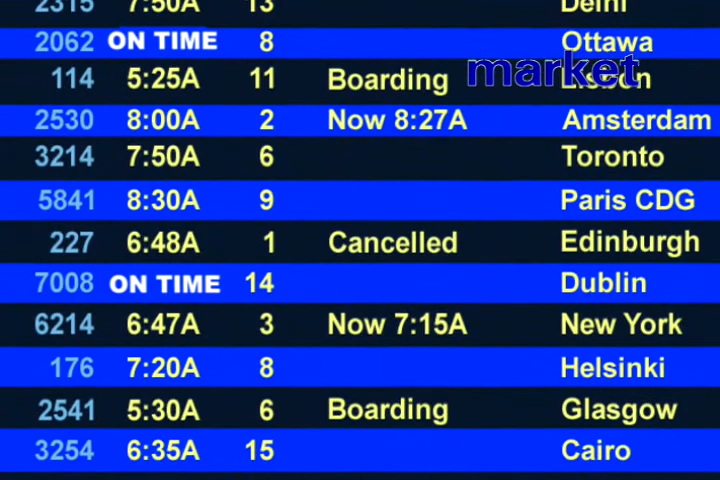 2315 7:50A 13 Delhi
2062 ON TIME 8 Ottawa
114 5:25A 11 Boarding market
2530 8:00A 2 Now 8:27A Amsterdam
3214 7:50A 6 Toronto
5841 8:30A 9 Paris CDG
227 6:48A 1 Cancelled Edinburgh
7008 ON TIME 14 Dublin
6214 6:47A 3 Now 7:15A New York
176 7:20A 8 Helsinki
2541 5:30A 6 Boarding Glasgow
3254 6:35A 15 Cairo